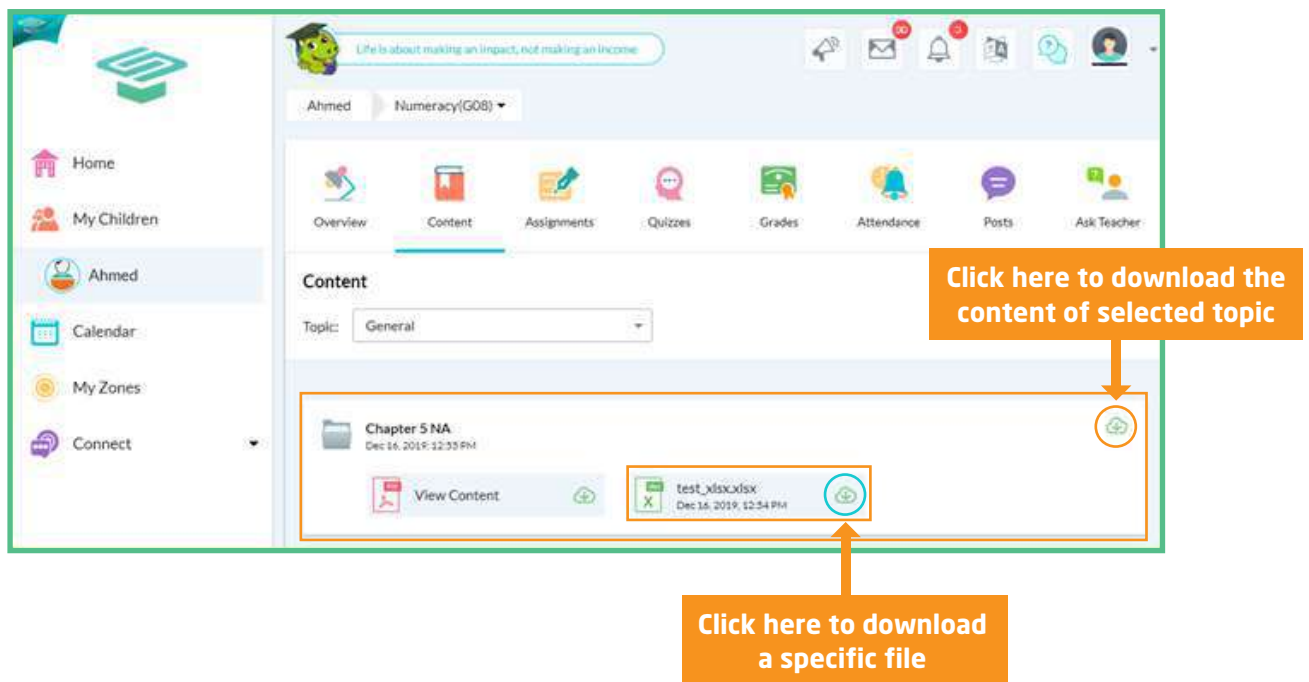 Life is about making an impact, not making an income
Ahmed
Numeracy(G08)
Home
My Children
Ahmed
Calendar
My Zones
Connect
Overview
Content
Assignments
Quizzes
Grades
Attendance
Posts
Ask Teacher
Content
Topic:
General
Click here to download the
content of selected topic
Chapter 5 NA
Dec 16, 2019, 12:53 PM
View Content
test_xlsx.xlsx
Dec 16, 2019, 12:54 PM
Click here to download
a specific file